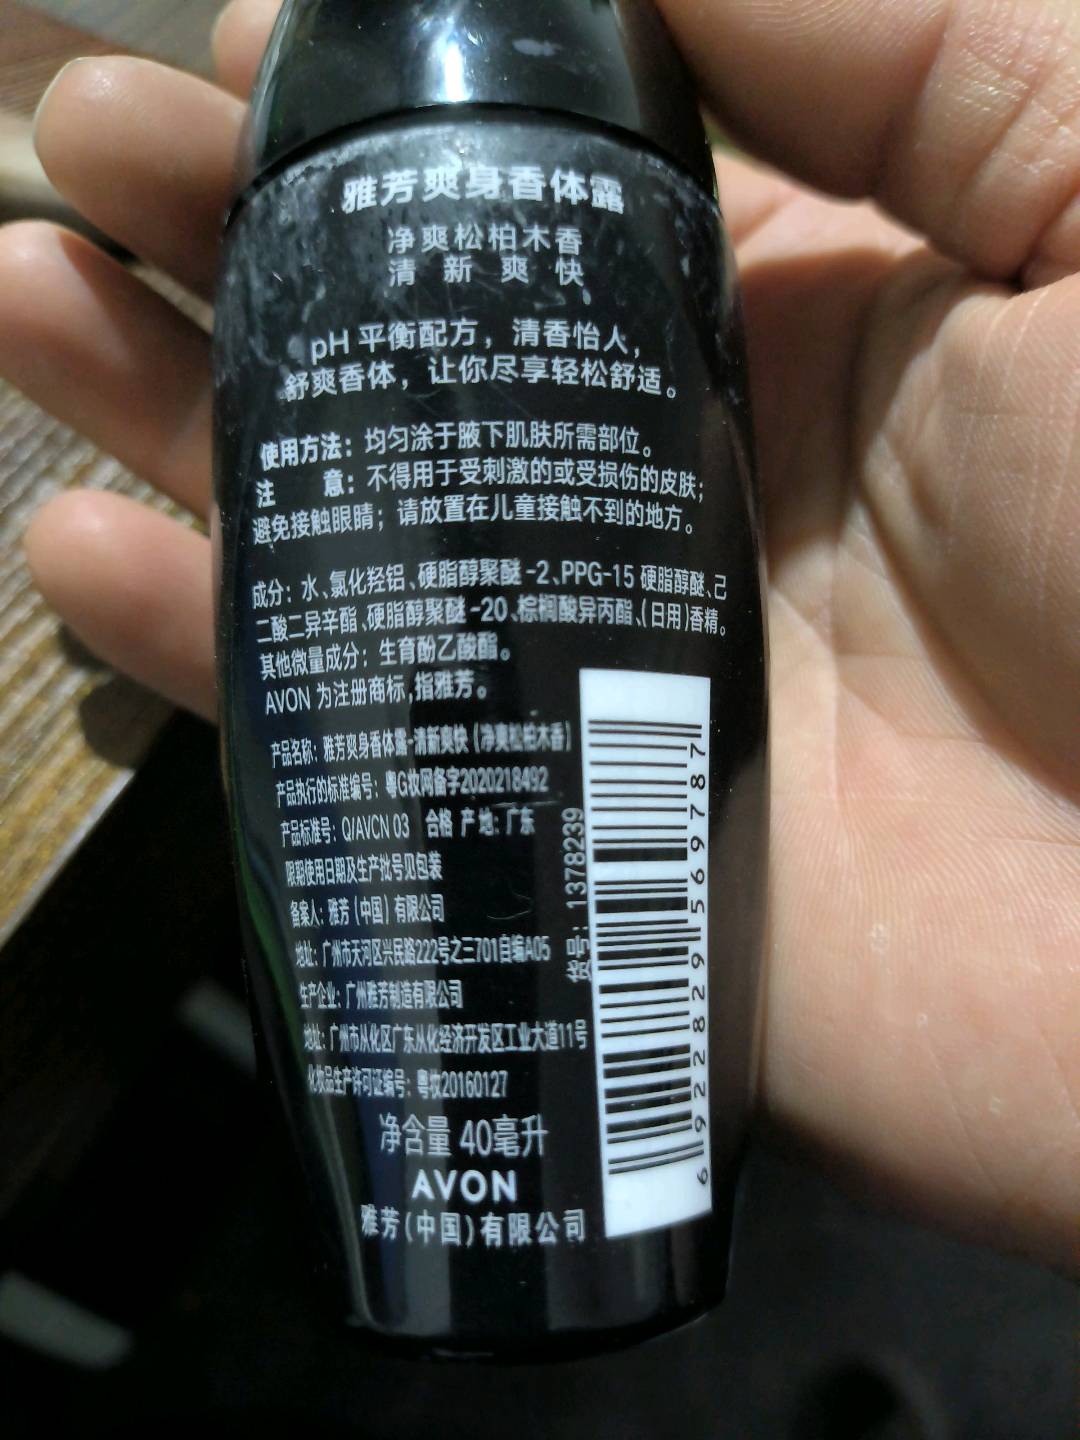 雅芳爽身香体露
净爽松柏木香
清新爽快
pH 平衡配方，清香怡人，
舒爽香体，让你尽享轻松舒适。
使用方法：均匀涂于腋下肌肤所需部位。
注意：不得用于受刺激的或受损伤的皮肤；
避免接触眼睛；请放置在儿童接触不到的地方。
成分：水、氯化羟铝、硬脂醇聚醚-2、PPG-15 硬脂醇醚、己
二酸二异辛酯、硬脂醇聚醚-20、棕榈酸异丙酯、(日用)香精。
其他微量成分：生育酚乙酸酯。
AVON 为注册商标,指雅芳。
产品名称：雅芳爽身香体露-清新爽快（净爽松柏木香）
产品执行的标准编号：粤G妆网备字2020218492
产品标准号：Q/AVCN 03 合格 产地：广东
限期使用日期及生产批号见包装
备案人：雅芳（中国）有限公司
地址：广州市天河区兴民路222号之三701自编A05
生产企业：广州雅芳制造有限公司
地址：广州市从化区广东从化经济开发区工业大道11号
化妆品生产许可证编号：粤妆20160127
净含量 40毫升
AVON
雅芳(中国)有限公司
货号：1378239
6922829569787